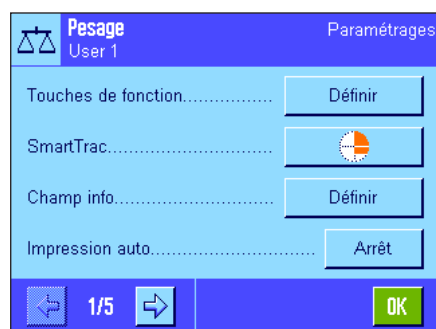 Pesage Paramétrages
User 1
Touches de fonction................. Définir
SmartTrac............................
Champ info........................... Définir
Impression auto............................. Arrêt
1/5 OK